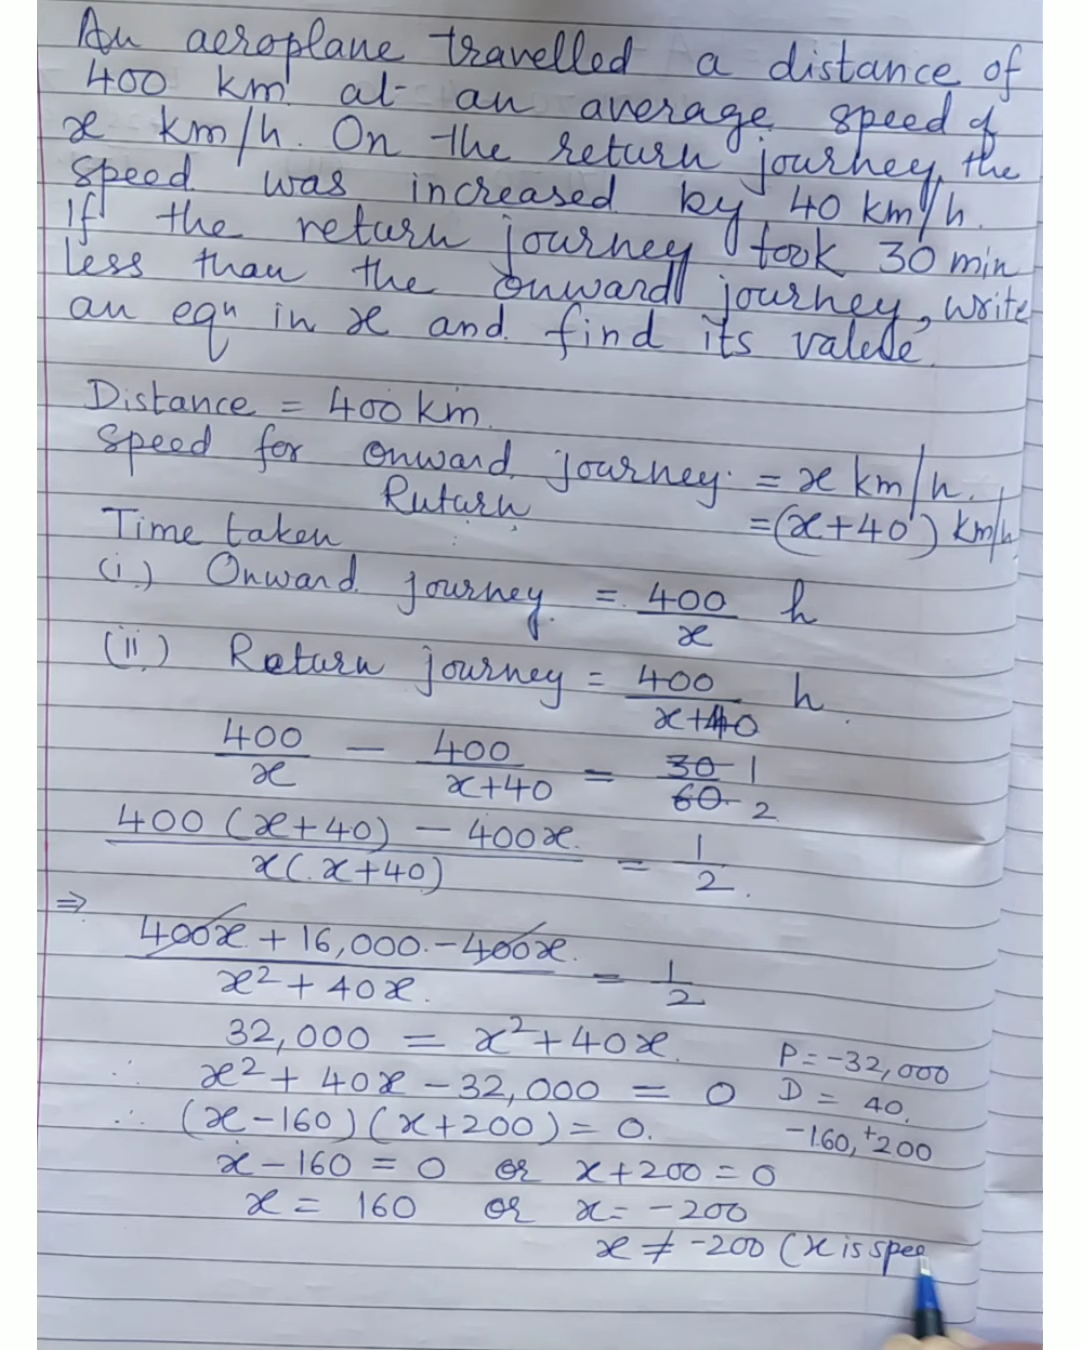 An aeroplane travelled a distance of
400 km at an average speed of
x km/h. On the return journey, the
speed was increased by 40 km/h.
If the return journey took 30 min
less than the onward journey, write
an eqn in x and find its value
Distance = 400 km.
Speed for onward journey = x km/h.
Ruturn = (x+40) km/h
Time taken
(i) Onward journey = 400/x h
(ii) Return journey = 400/(x+40) h.
400/x - 400/(x+40) = 30/60 1/2
(400(x+40) - 400x)/(x(x+40)) = 1/2.
⇒
(400x + 16,000 - 400x)/(x² + 40x) = 1/2
32,000 = x² + 40x.
∴ x² + 40x - 32,000 = 0
P = -32,000
D = 40.
-160, +200
∴ (x-160)(x+200) = 0.
x - 160 = 0 or x + 200 = 0
x = 160 or x = -200
x ≠ -200 (x is spee